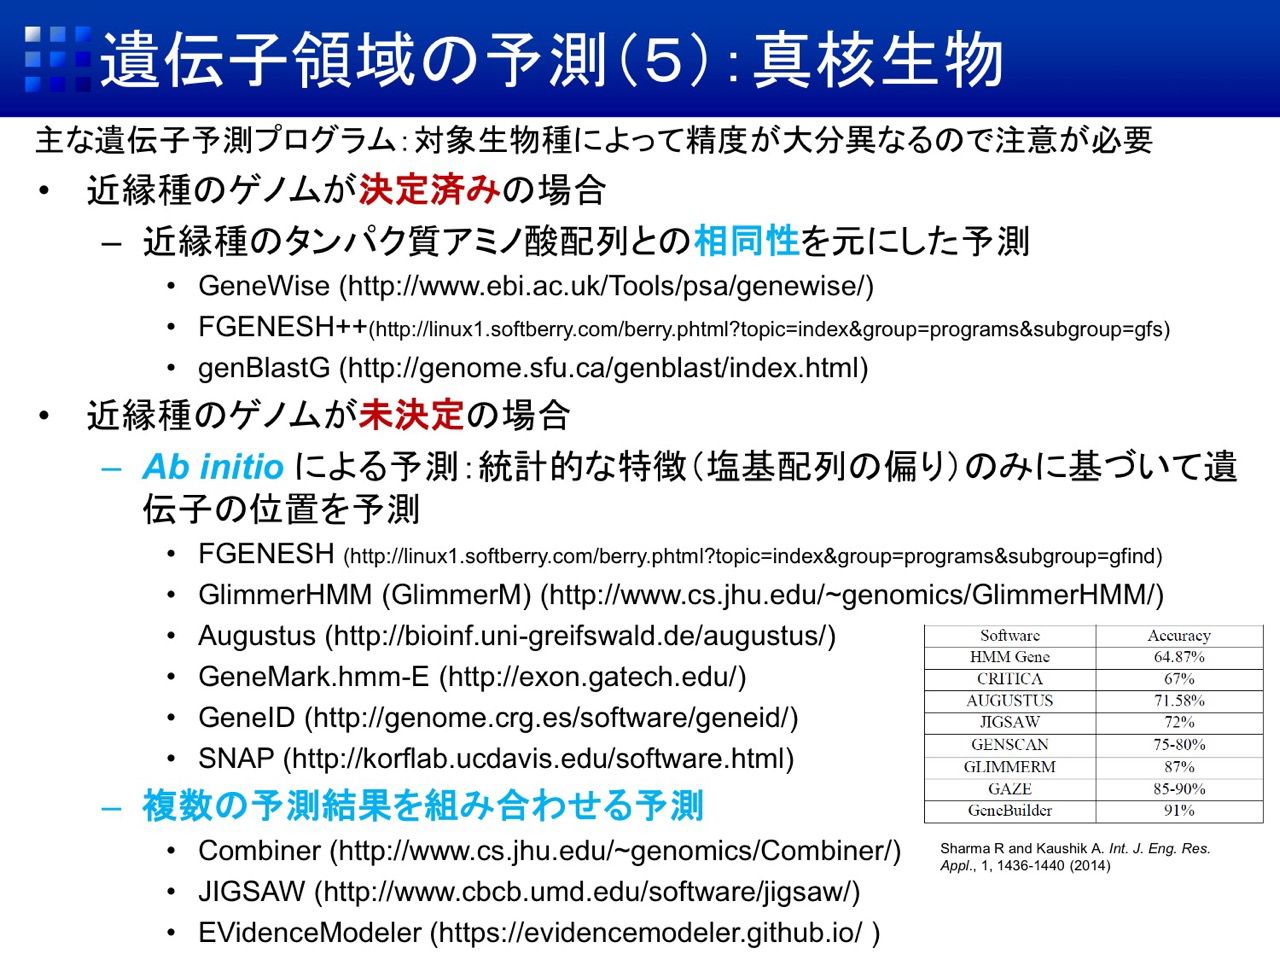 遺伝子領域の予測（5）：真核生物
主な遺伝子予測プログラム：対象生物種によって精度が大分異なるので注意が必要
• 近縁種のゲノムが決定済みの場合
– 近縁種のタンパク質アミノ酸配列との相同性を元にした予測
• GeneWise (http://www.ebi.ac.uk/Tools/psa/genewise/)
• FGENESH++(http://linux1.softberry.com/berry.phtml?topic=index&group=programs&subgroup=gfs)
• genBlastG (http://genome.sfu.ca/genblast/index.html)
• 近縁種のゲノムが未決定の場合
– Ab initio による予測：統計的な特徴（塩基配列の偏り）のみに基づいて遺
伝子の位置を予測
• FGENESH (http://linux1.softberry.com/berry.phtml?topic=index&group=programs&subgroup=gfind)
• GlimmerHMM (GlimmerM) (http://www.cs.jhu.edu/~genomics/GlimmerHMM/)
• Augustus (http://bioinf.uni-greifswald.de/augustus/)
• GeneMark.hmm-E (http://exon.gatech.edu/)
• GeneID (http://genome.crg.es/software/geneid/)
• SNAP (http://korflab.ucdavis.edu/software.html)
– 複数の予測結果を組み合わせる予測
• Combiner (http://www.cs.jhu.edu/~genomics/Combiner/)
• JIGSAW (http://www.cbcb.umd.edu/software/jigsaw/)
• EVidenceModeler (https://evidencemodeler.github.io/ )
Software Accuracy
HMM Gene 64.87%
CRITICA 67%
AUGUSTUS 71.58%
JIGSAW 72%
GENSCAN 75-80%
GLIMMERM 87%
GAZE 85-90%
GeneBuilder 91%
Sharma R and Kaushik A. Int. J. Eng. Res.
Appl., 1, 1436-1440 (2014)